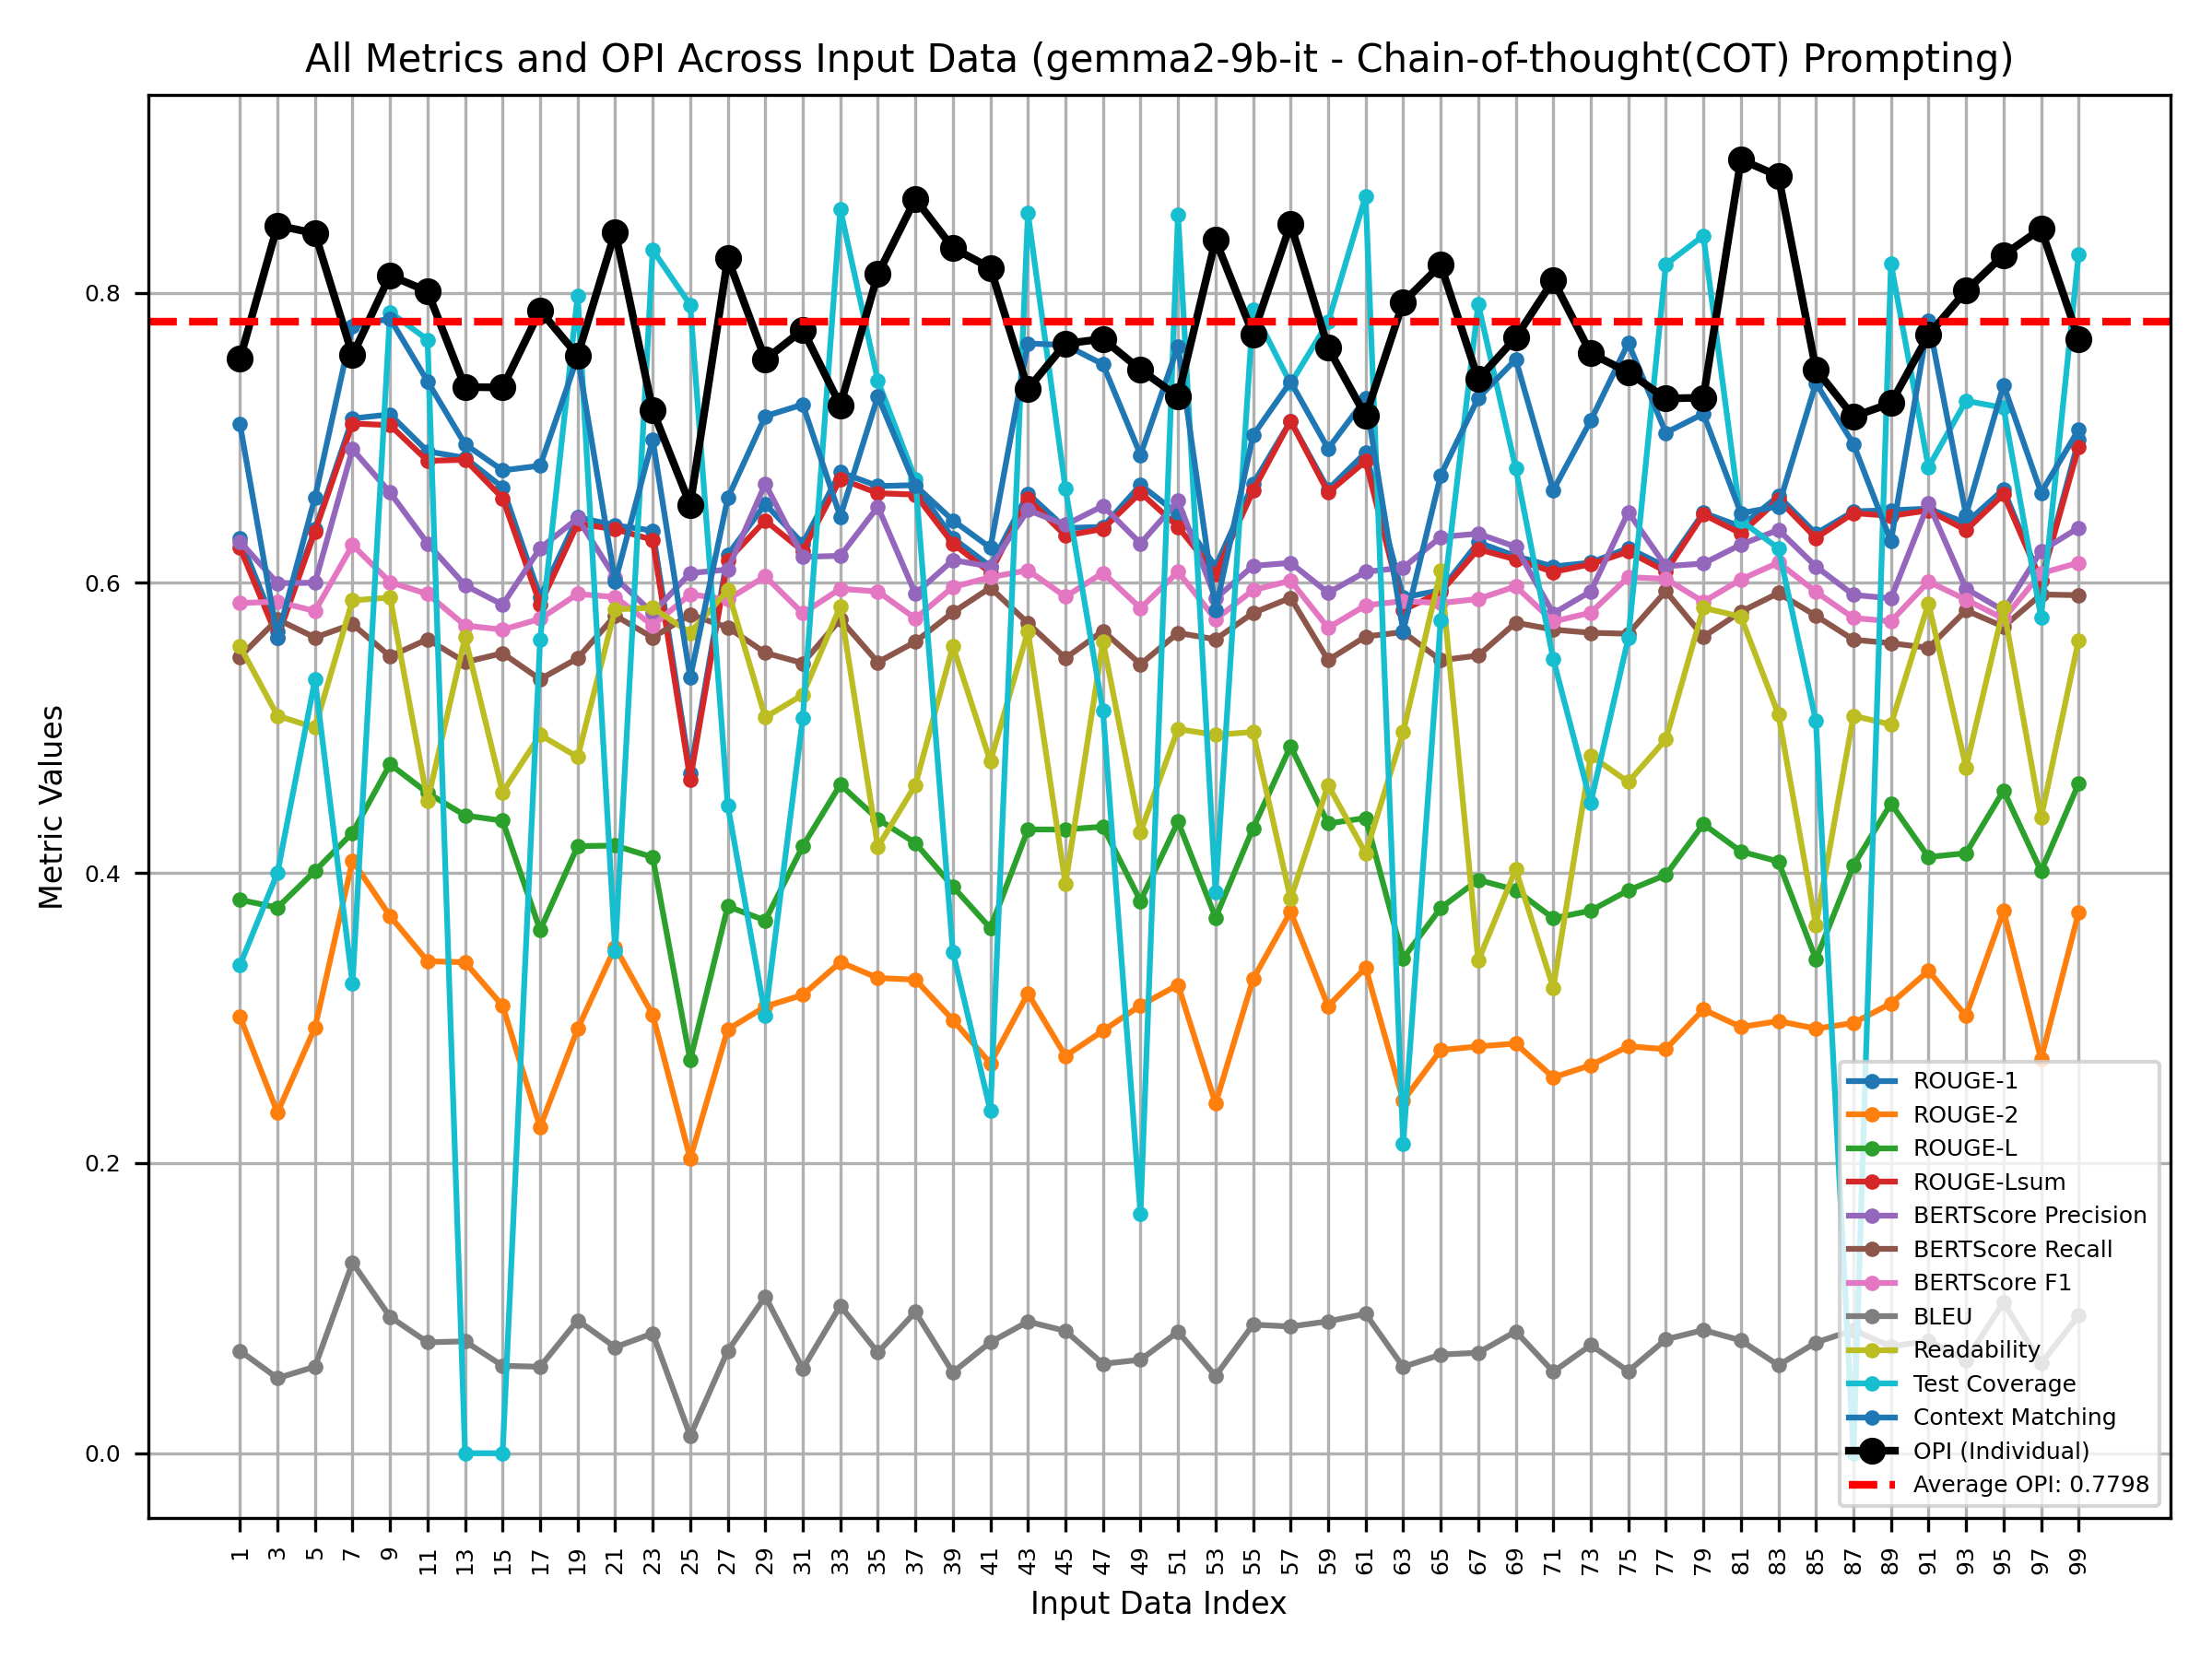 All Metrics and OPI Across Input Data (gemma2-9b-it - Chain-of-thought(COT) Prompting)
Metric Values
0.8
0.6
0.4
0.2
0.0
ROUGE-1
ROUGE-2
ROUGE-L
ROUGE-Lsum
BERTScore Precision
BERTScore Recall
BERTScore F1
BLEU
Readability
Test Coverage
Context Matching
OPI (Individual)
Average OPI: 0.7798
1 3 5 7 9 11 13 15 17 19 21 23 25 27 29 31 33 35 37 39 41 43 45 47 49 51 53 55 57 59 61 63 65 67 69 71 73 75 77 79 81 83 85 87 89 91 93 95 97 99
Input Data Index